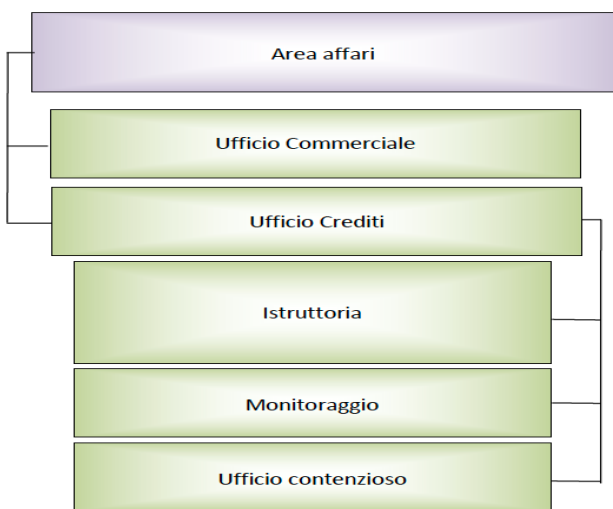 Area affari
Ufficio Commerciale
Ufficio Crediti
Istruttoria
Monitoraggio
Ufficio contenzioso